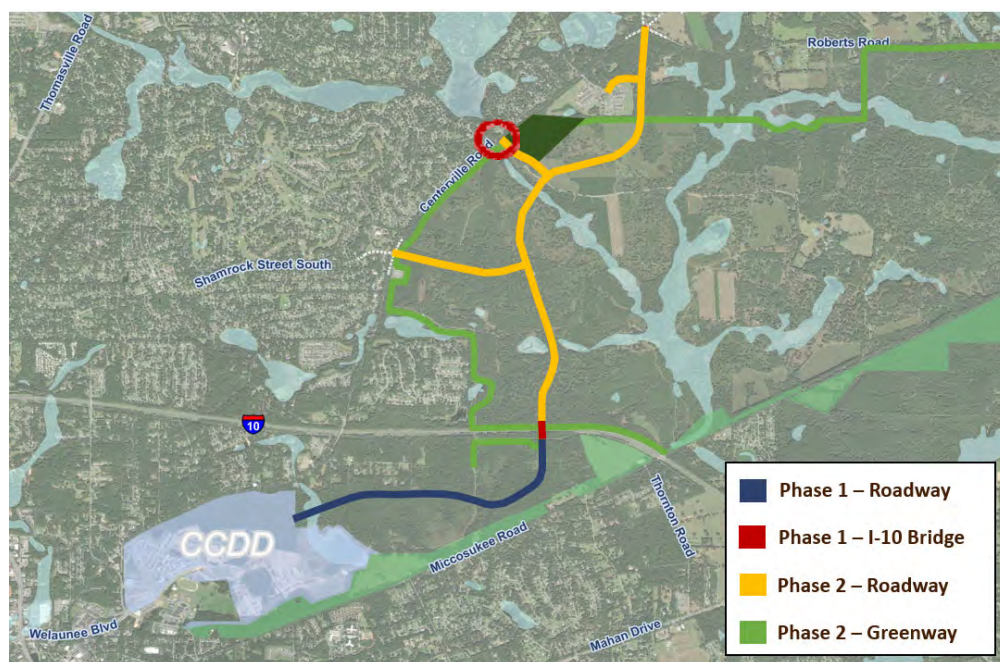 Thomasville Road
Roberts Road
Centerville Road
Shamrock Street South
10
Thornton Road
Miccosukee Road
CCDD
Welaunee Blvd
Mahan Drive
Phase 1 – Roadway
Phase 1 – I-10 Bridge
Phase 2 – Roadway
Phase 2 – Greenway